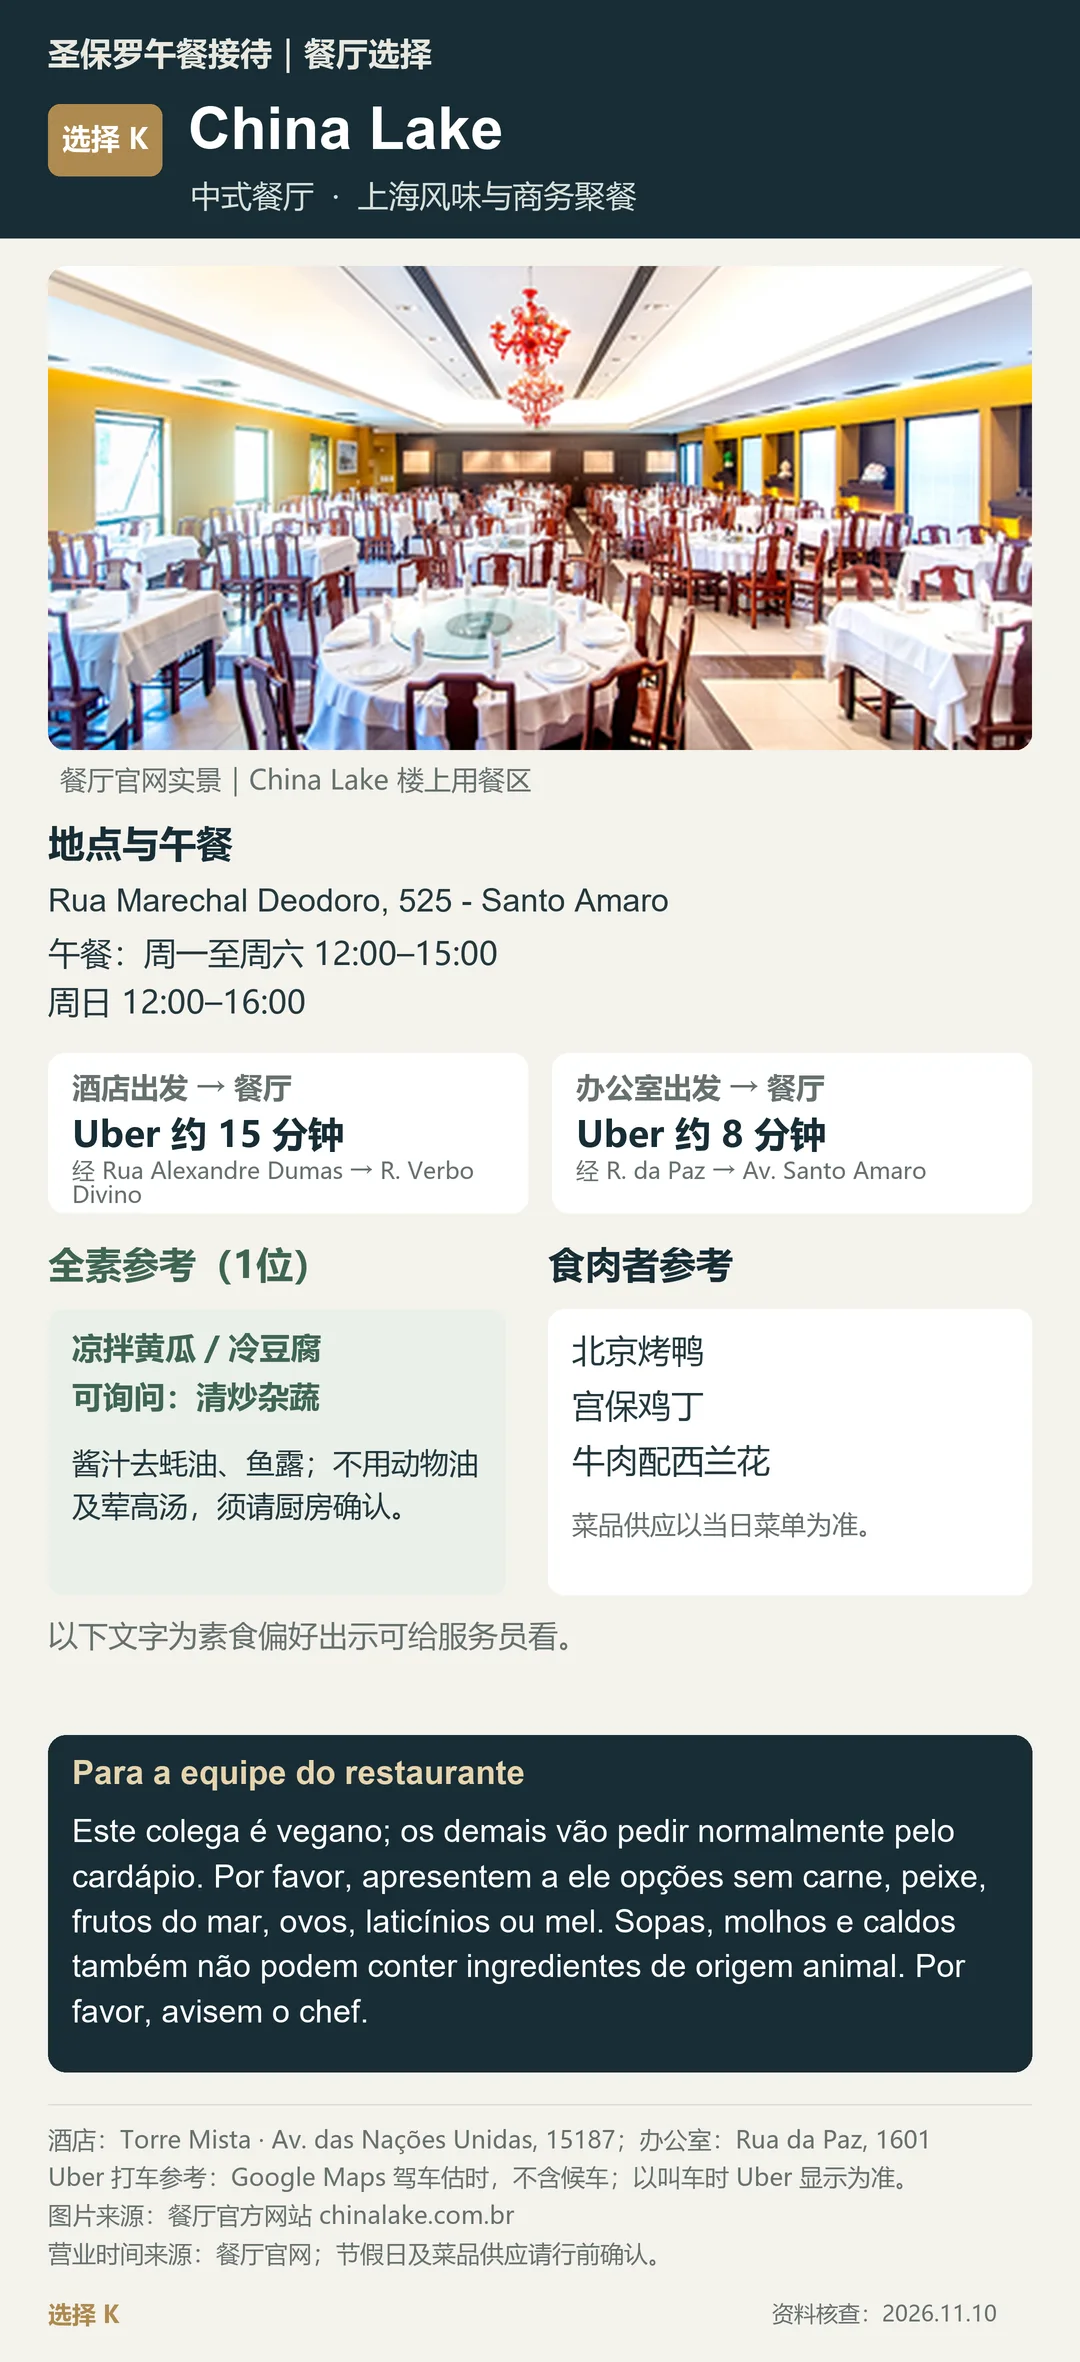 圣保罗午餐接待｜餐厅选择
选择 K
China Lake
中式餐厅 · 上海风味与商务聚餐
餐厅官网实景｜China Lake 楼上用餐区
地点与午餐
Rua Marechal Deodoro, 525 - Santo Amaro
午餐：周一至周六 12:00–15:00
周日 12:00–16:00
酒店出发 → 餐厅
Uber 约 15 分钟
经 Rua Alexandre Dumas → R. Verbo
Divino
办公室出发 → 餐厅
Uber 约 8 分钟
经 R. da Paz → Av. Santo Amaro
全素参考（1位）
凉拌黄瓜 / 冷豆腐
可询问：清炒杂蔬
酱汁去蚝油、鱼露；不用动物油
及荤高汤，须请厨房确认。
食肉者参考
北京烤鸭
宫保鸡丁
牛肉配西兰花
菜品供应以当日菜单为准。
以下文字为素食偏好出示可给服务员看。
Para a equipe do restaurante
Este colega é vegano; os demais vão pedir normalmente pelo
cardápio. Por favor, apresentem a ele opções sem carne, peixe,
frutos do mar, ovos, laticínios ou mel. Sopas, molhos e caldos
também não podem conter ingredientes de origem animal. Por
favor, avisem o chef.
酒店：Torre Mista · Av. das Nações Unidas, 15187；办公室：Rua da Paz, 1601
Uber 打车参考：Google Maps 驾车估时，不含候车；以叫车时 Uber 显示为准。
图片来源：餐厅官方网站 chinalake.com.br
营业时间来源：餐厅官网；节假日及菜品供应请行前确认。
选择 K
资料核查：2026.11.10